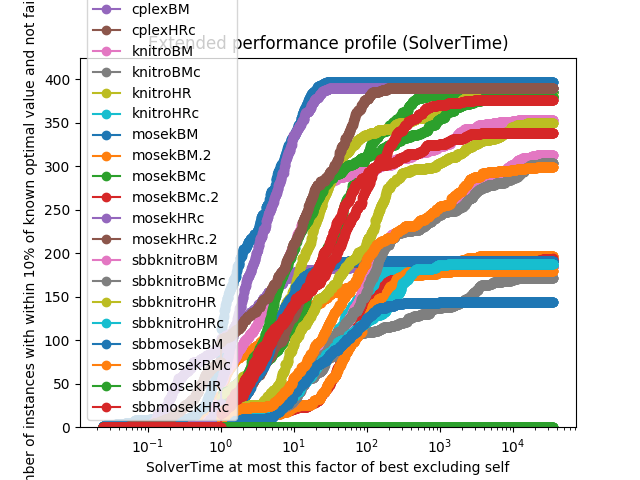 Extended performance profile (SolverTime)
mber of instances with within 10% of known optimal value and not fai
400
350
300
250
200
150
100
50
0
cplexBM
cplexHRc
knitroBM
knitroBMc
knitroHR
knitroHRc
mosekBM
mosekBM.2
mosekBMc
mosekBMc.2
mosekHRc
mosekHRc.2
sbbknitroBM
sbbknitroBMc
sbbknitroHR
sbbknitroHRc
sbbmosekBM
sbbmosekBMc
sbbmosekHR
sbbmosekHRc
10⁻¹ 10⁰ 10¹ 10² 10³ 10⁴
SolverTime at most this factor of best excluding self